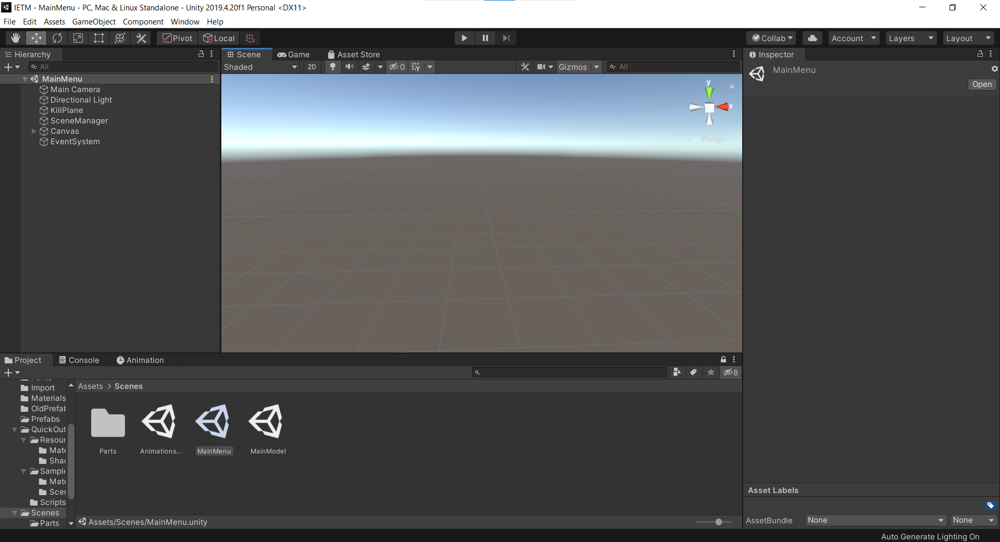 IETM - MainMenu - PC, Mac & Linux Standalone - Unity 2019.4.20f1 Personal <DX11>
File Edit Assets GameObject Component Window Help
Pivot Local Collab Account Layers Layout
Hierarchy
All
MainMenu
Main Camera
Directional Light
KillPlane
SceneManager
Canvas
EventSystem
Scene Game Asset Store
Shaded 2D 0 Gizmos All
y
x
Persp
Inspector
MainMenu
Open
Project Console Animation
8
Import
Materials
OldPrefab
Prefabs
QuickOut
Resour
Mate
Shad
Sample
Mate
Scen
Scripts
Scenes
Parts
Assets > Scenes
Parts
Animations...
MainMenu
MainModel
Assets/Scenes/MainMenu.unity
Asset Labels
AssetBundle None None
Auto Generate Lighting On